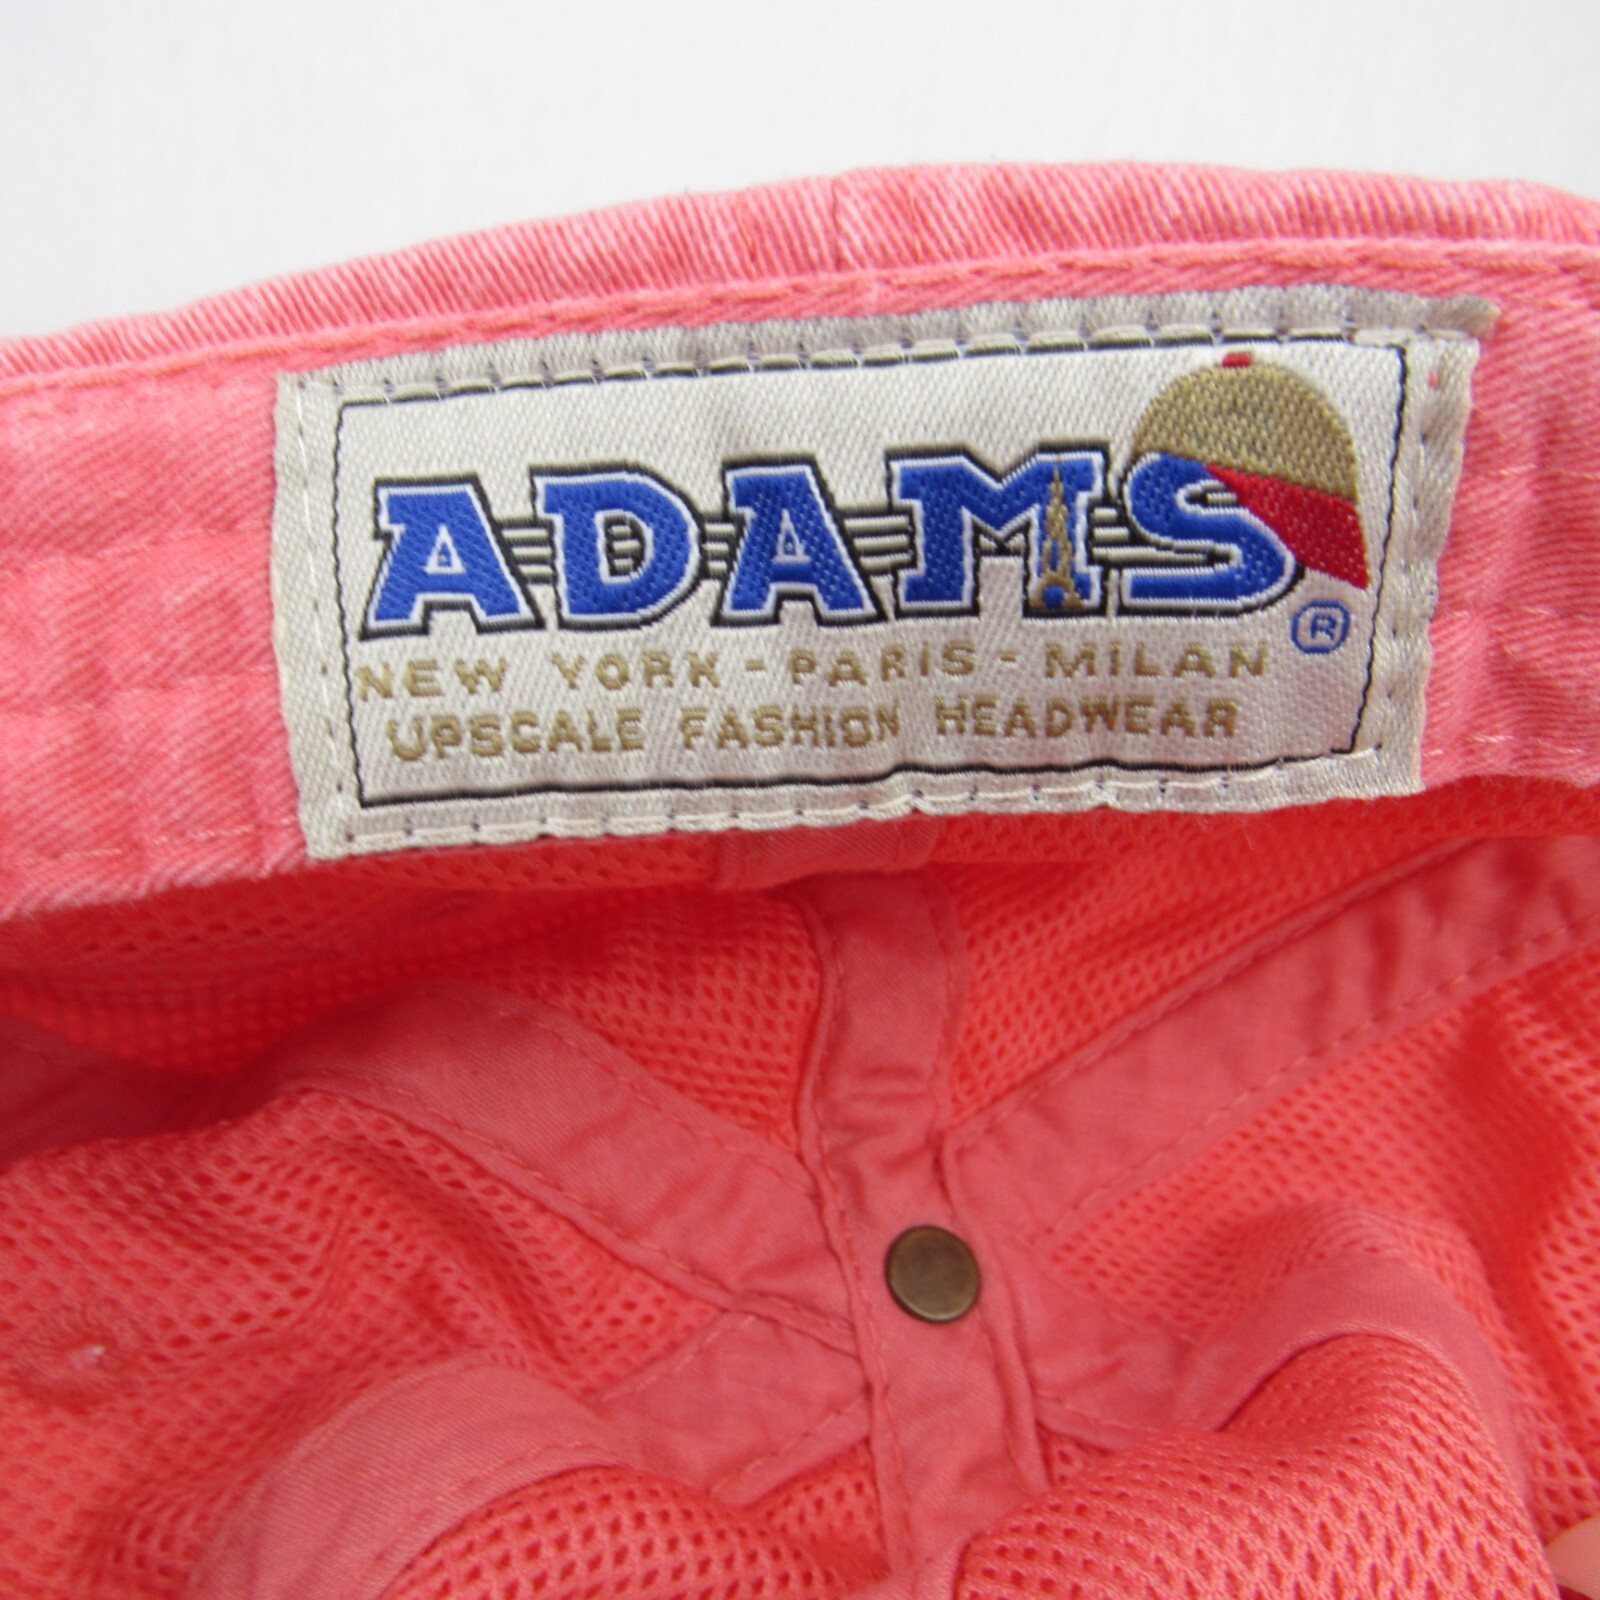 ADAMS ®
NEW YORK - PARIS - MILAN
UPSCALE FASHION HEADWEAR